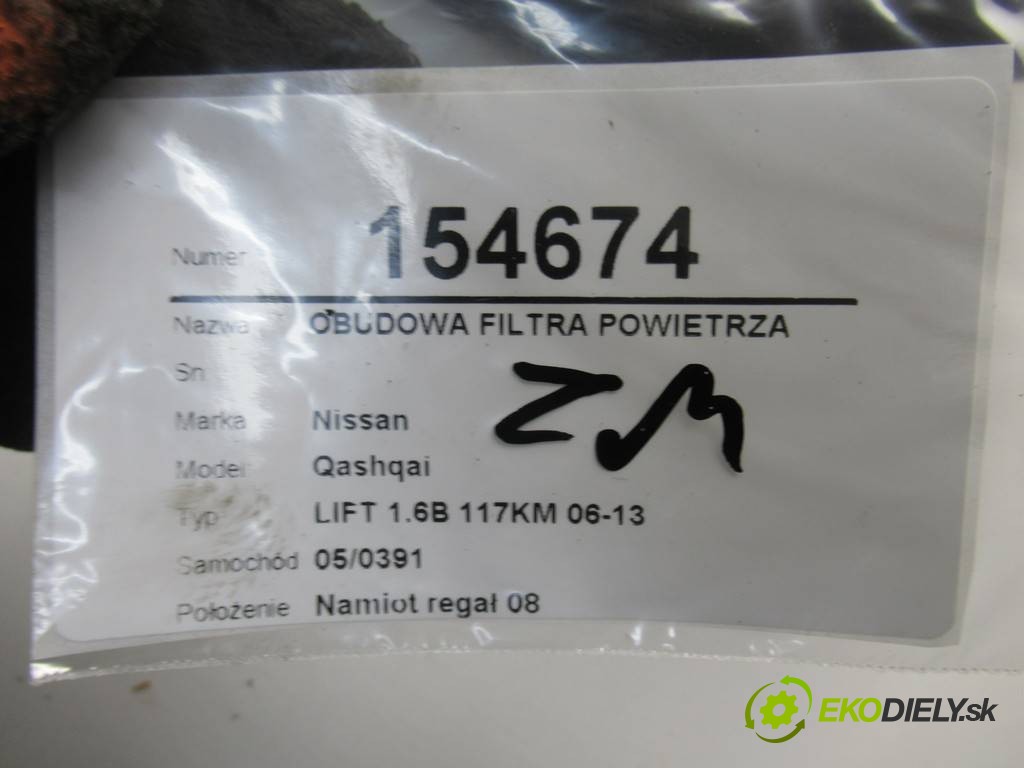 Numer 154674
Nazwa OBUDOWA FILTRA POWIETRZA
Sn
ZM
Marka Nissan
Model Qashqai
Typ LIFT 1.6B 117KM 06-13
Samochód 05/0391
Położenie Namiot regał 08
EKODIELY.sk